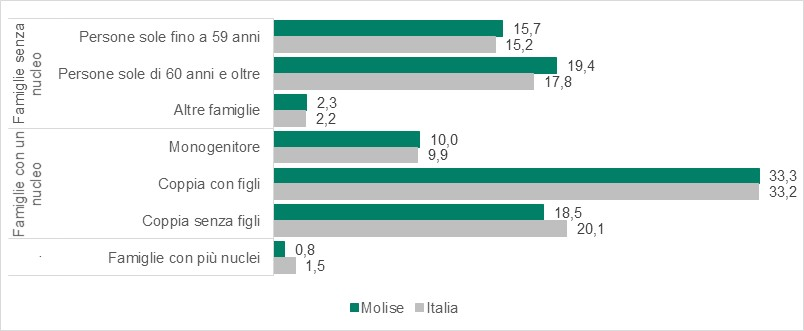 Famiglie senza
nucleo
Persone sole fino a 59 anni
15,7
15,2
Persone sole di 60 anni e oltre
19,4
17,8
Altre famiglie
2,3
2,2
Famiglie con un
nucleo
Monogenitore
10,0
9,9
Coppia con figli
33,3
33,2
Coppia senza figli
18,5
20,1
.
Famiglie con più nuclei
0,8
1,5
Molise Italia